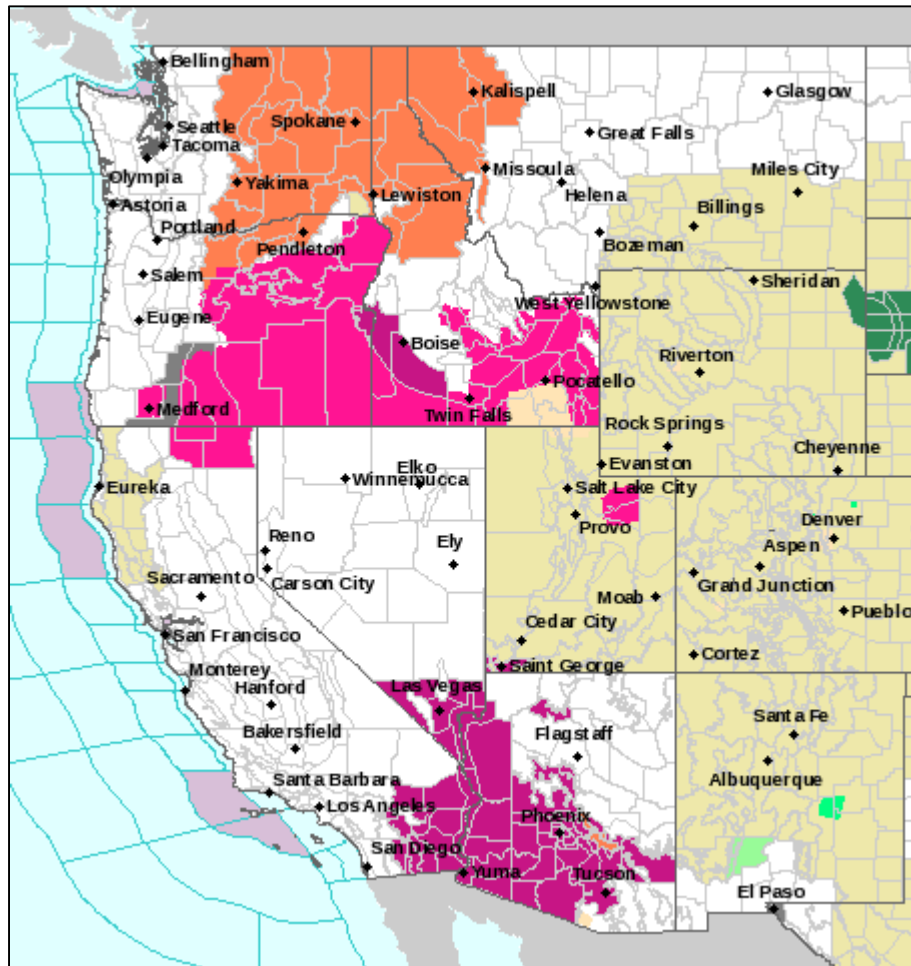 Bellingham
Kalispell
Glasgow
Spokane
Seattle
Great Falls
Tacoma
Missoula
Miles City
Olympia
Yakima
Lewiston
Helena
Astoria
Billings
Portland
Pendleton
Bozeman
Salem
Sheridan
West Yellowstone
Eugene
Boise
Riverton
Pocatello
Medford
Twin Falls
Rock Springs
Cheyenne
Elko
Evanston
Winnemucca
Eureka
Salt Lake City
Provo
Denver
Reno
Ely
Aspen
Sacramento
Carson City
Moab
Grand Junction
Pueblo
San Francisco
Cedar City
Cortez
Saint George
Monterey
Las Vegas
Hanford
Flagstaff
Santa Fe
Bakersfield
Albuquerque
Santa Barbara
Los Angeles
Phoenix
San Diego
Yuma
Tucson
El Paso